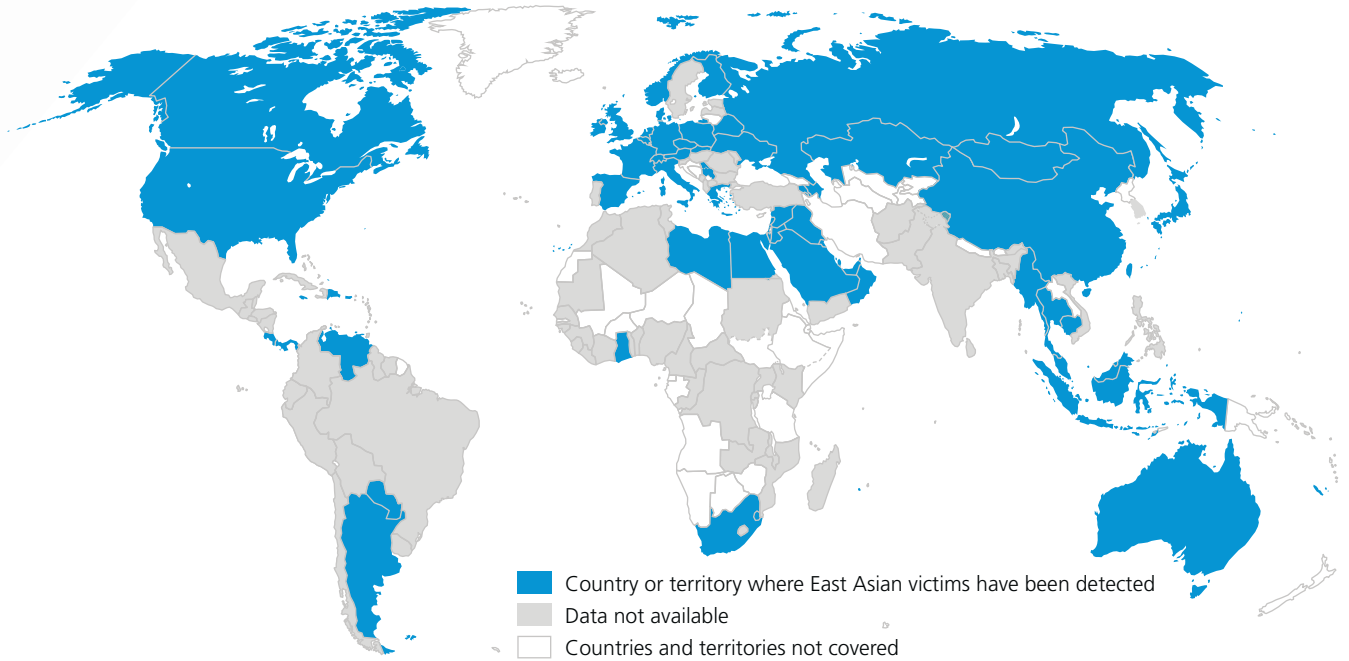 Country or territory where East Asian victims have been detected
Data not available
Countries and territories not covered